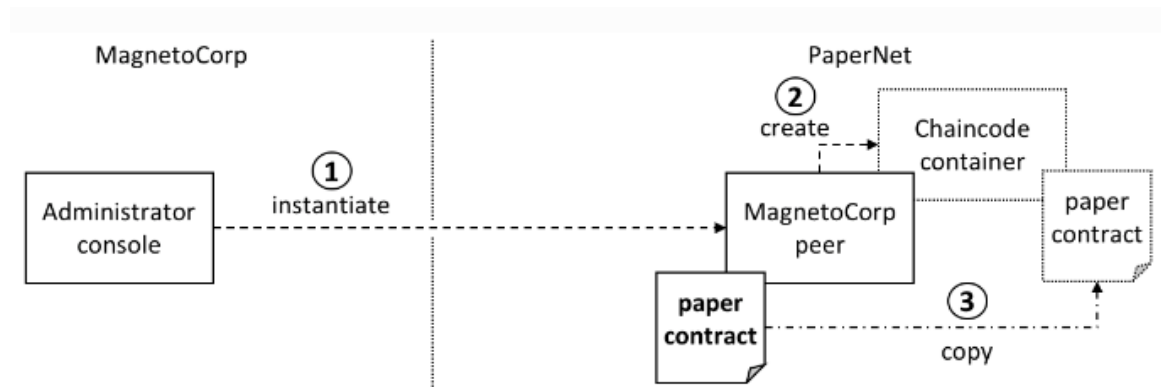 MagnetoCorp
PaperNet
2
create
Chaincode
container
1
instantiate
Administrator
console
MagnetoCorp
peer
paper
contract
paper
contract
3
copy